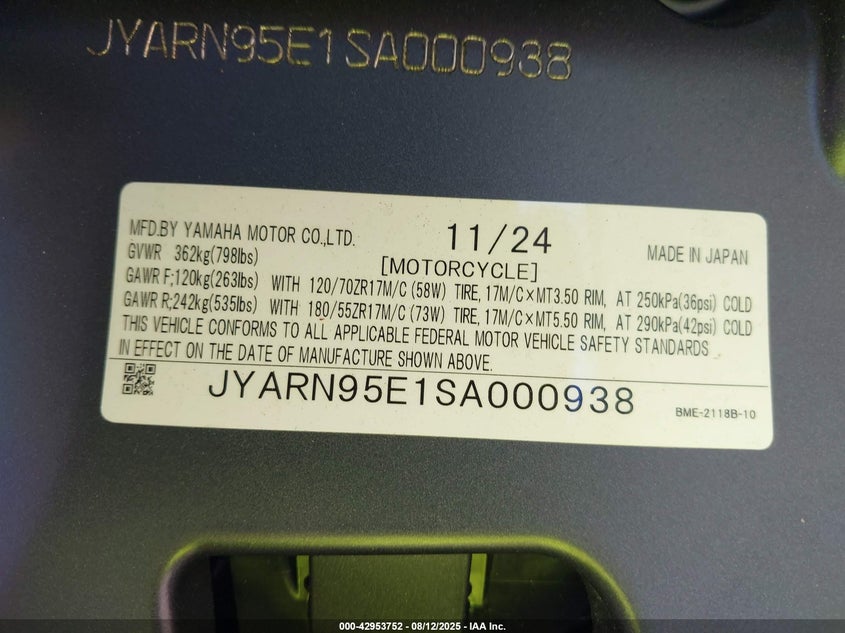 JYARN95E1SA000938
MFD.BY YAMAHA MOTOR CO.,LTD. 11/24 MADE IN JAPAN
GVWR 362kg(798lbs) [MOTORCYCLE]
GAWR F;120kg(263lbs) WITH 120/70ZR17M/C (58W) TIRE, 17M/C×MT3.50 RIM, AT 250kPa(36psi) COLD
GAWR R;242kg(535lbs) WITH 180/55ZR17M/C (73W) TIRE, 17M/C×MT5.50 RIM, AT 290kPa(42psi) COLD
THIS VEHICLE CONFORMS TO ALL APPLICABLE FEDERAL MOTOR VEHICLE SAFETY STANDARDS
IN EFFECT ON THE DATE OF MANUFACTURE SHOWN ABOVE.
JYARN95E1SA000938 BME-2118B-10
000-42953752 - 08/12/2025 - IAA Inc.